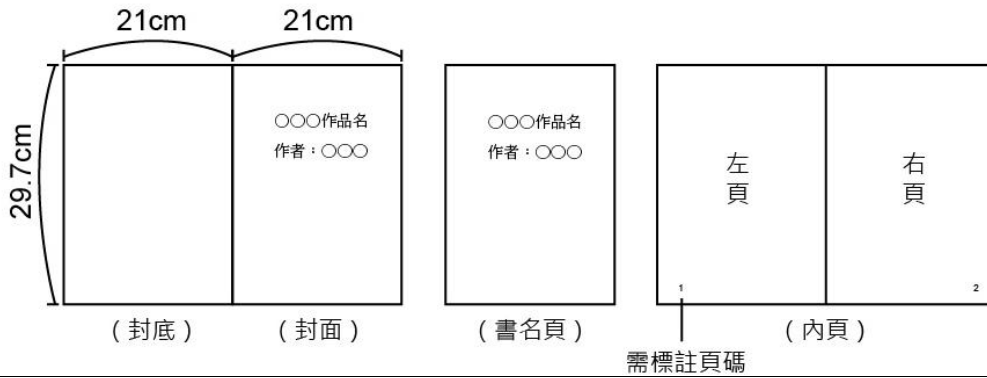 21cm
21cm
29.7cm
○○○作品名
作者：○○○
○○○作品名
作者：○○○
左頁
右頁
1
2
(封底)
(封面)
(書名頁)
(內頁)
需標註頁碼